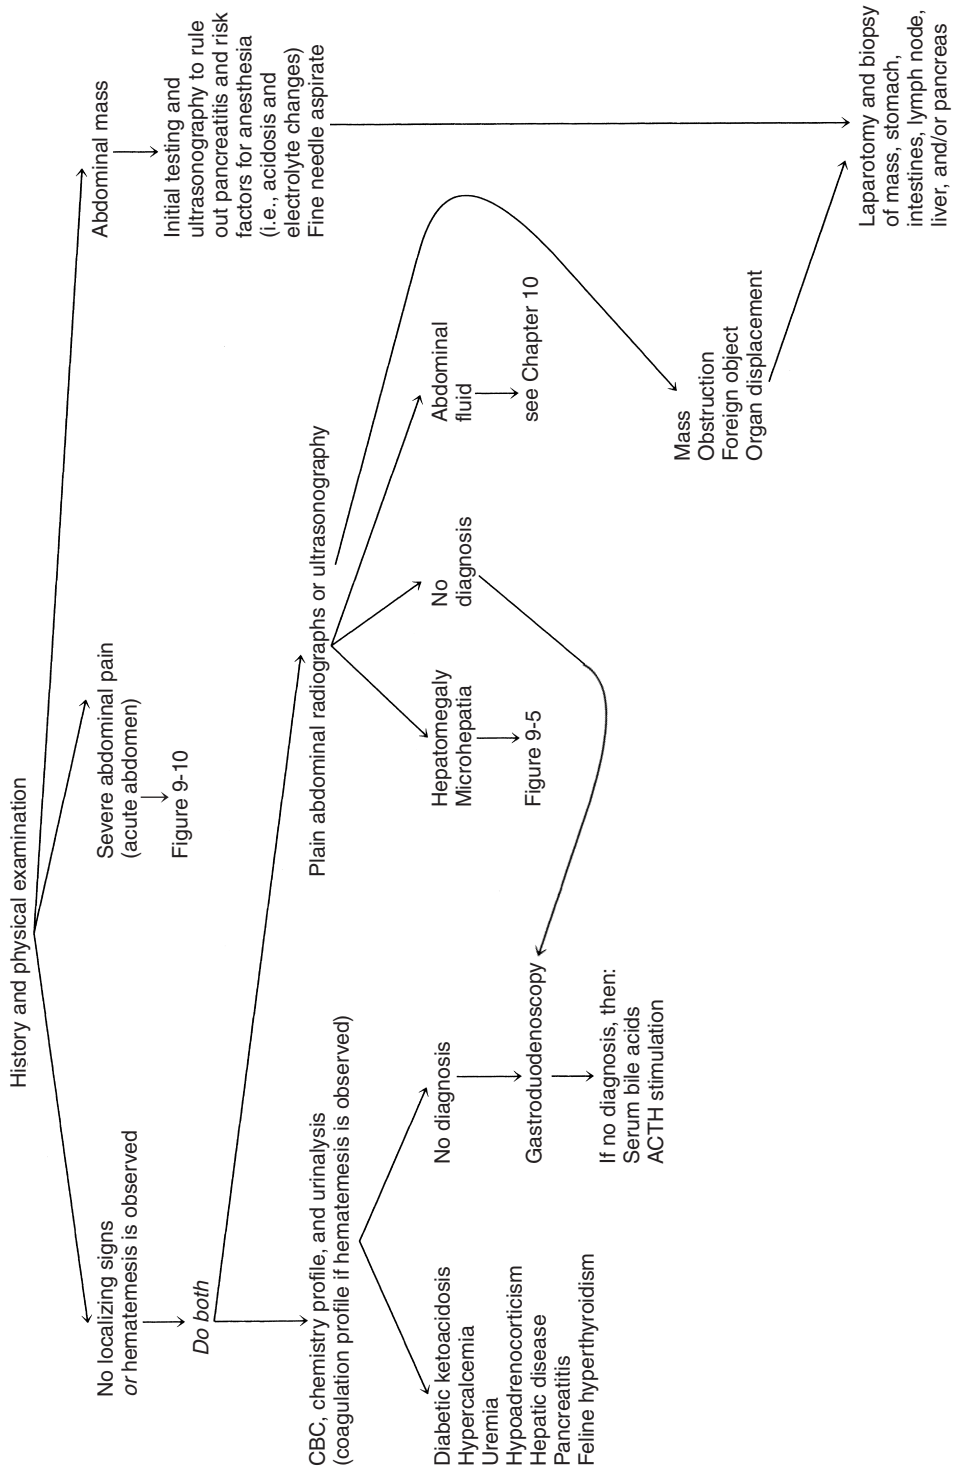 History and physical examination
No localizing signs
or hematemesis is observed
Severe abdominal pain
(acute abdomen)
Figure 9-10
Abdominal mass
Initial testing and
ultrasonography to rule
out pancreatitis and risk
factors for anesthesia
(i.e., acidosis and
electrolyte changes)
Fine needle aspirate
Do both
CBC, chemistry profile, and urinalysis
(coagulation profile if hematemesis is observed)
Plain abdominal radiographs or ultrasonography
Diabetic ketoacidosis
Hypercalcemia
Uremia
Hypoadrenocorticism
Hepatic disease
Pancreatitis
Feline hyperthyroidism
No diagnosis
Gastroduodenoscopy
If no diagnosis, then:
Serum bile acids
ACTH stimulation
Hepatomegaly
Microhepatia
Figure 9-5
No
diagnosis
Abdominal
fluid
see Chapter 10
Mass
Obstruction
Foreign object
Organ displacement
Laparotomy and biopsy
of mass, stomach,
intestines, lymph node,
liver, and/or pancreas